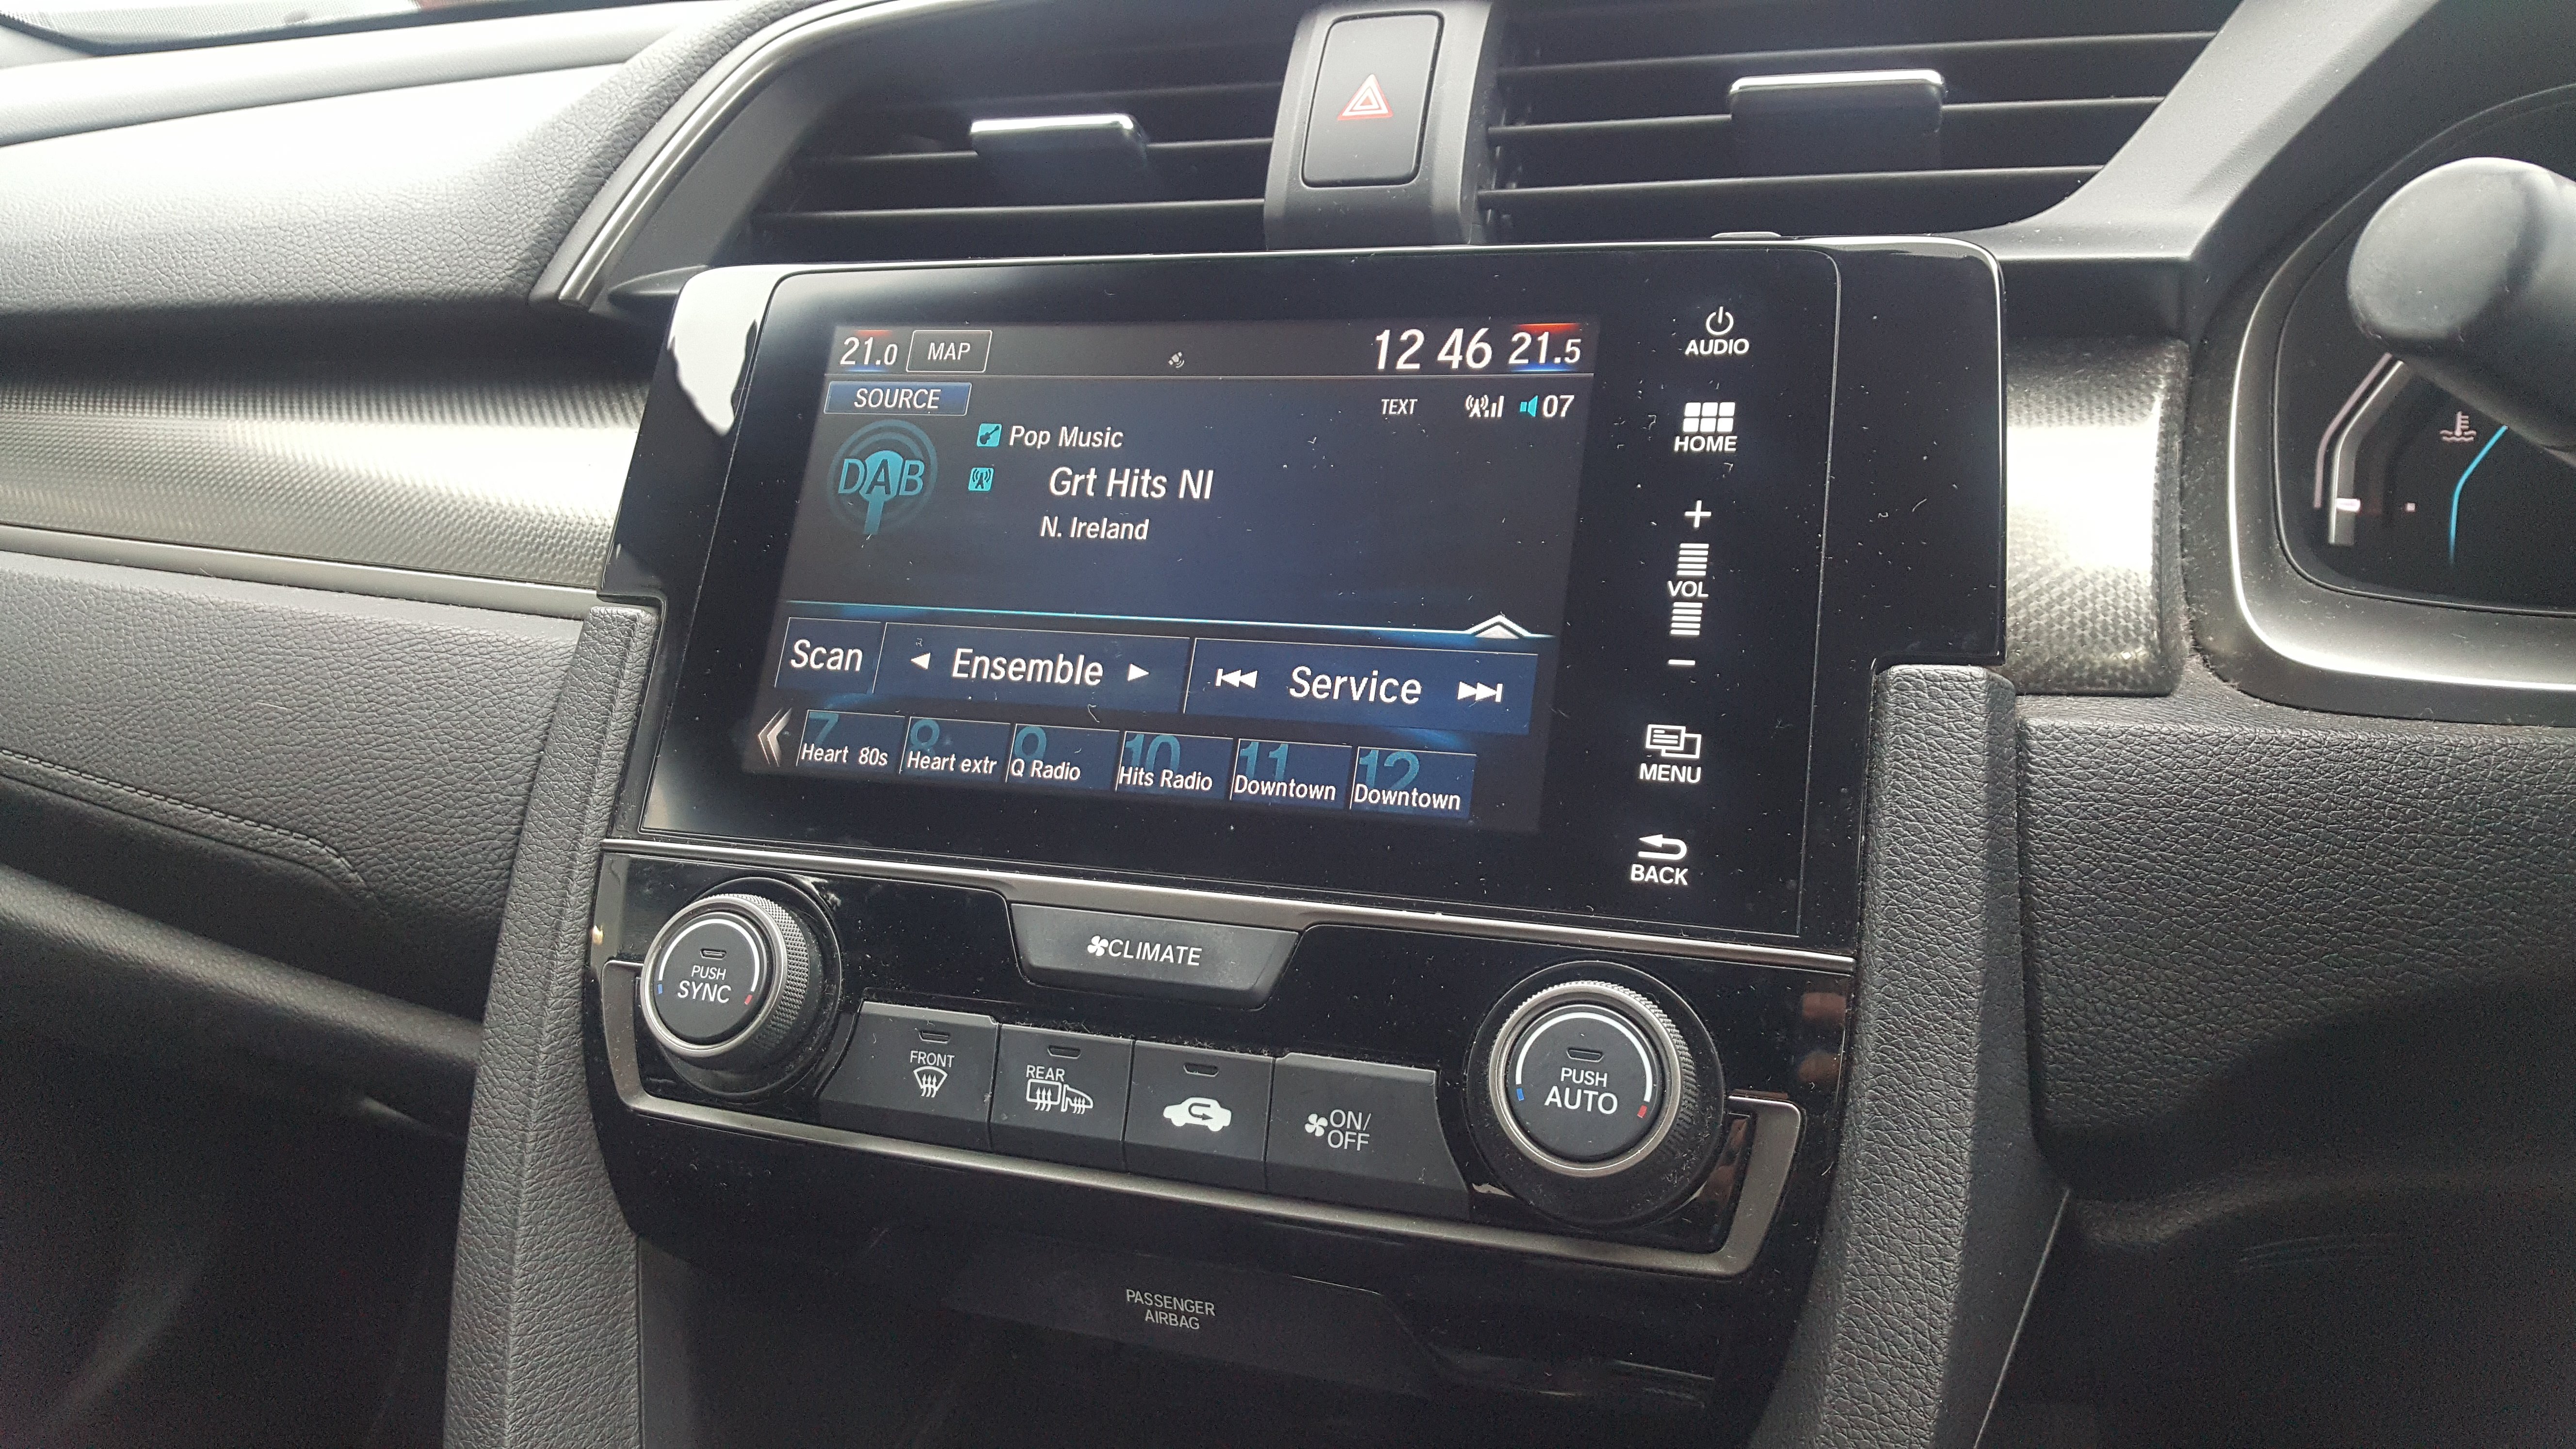 21.0 MAP 12 46 21.5
SOURCE
TEXT 07
DAB
Pop Music
Grt Hits NI
N. Ireland
Scan Ensemble Service
7 8 9 10 11 12
Heart 80s Heart extr Q Radio Hits Radio Downtown Downtown
AUDIO
HOME
+
VOL
−
MENU
BACK
CLIMATE
PUSH
SYNC
FRONT
REAR
ON/
OFF
PUSH
AUTO
PASSENGER
AIRBAG